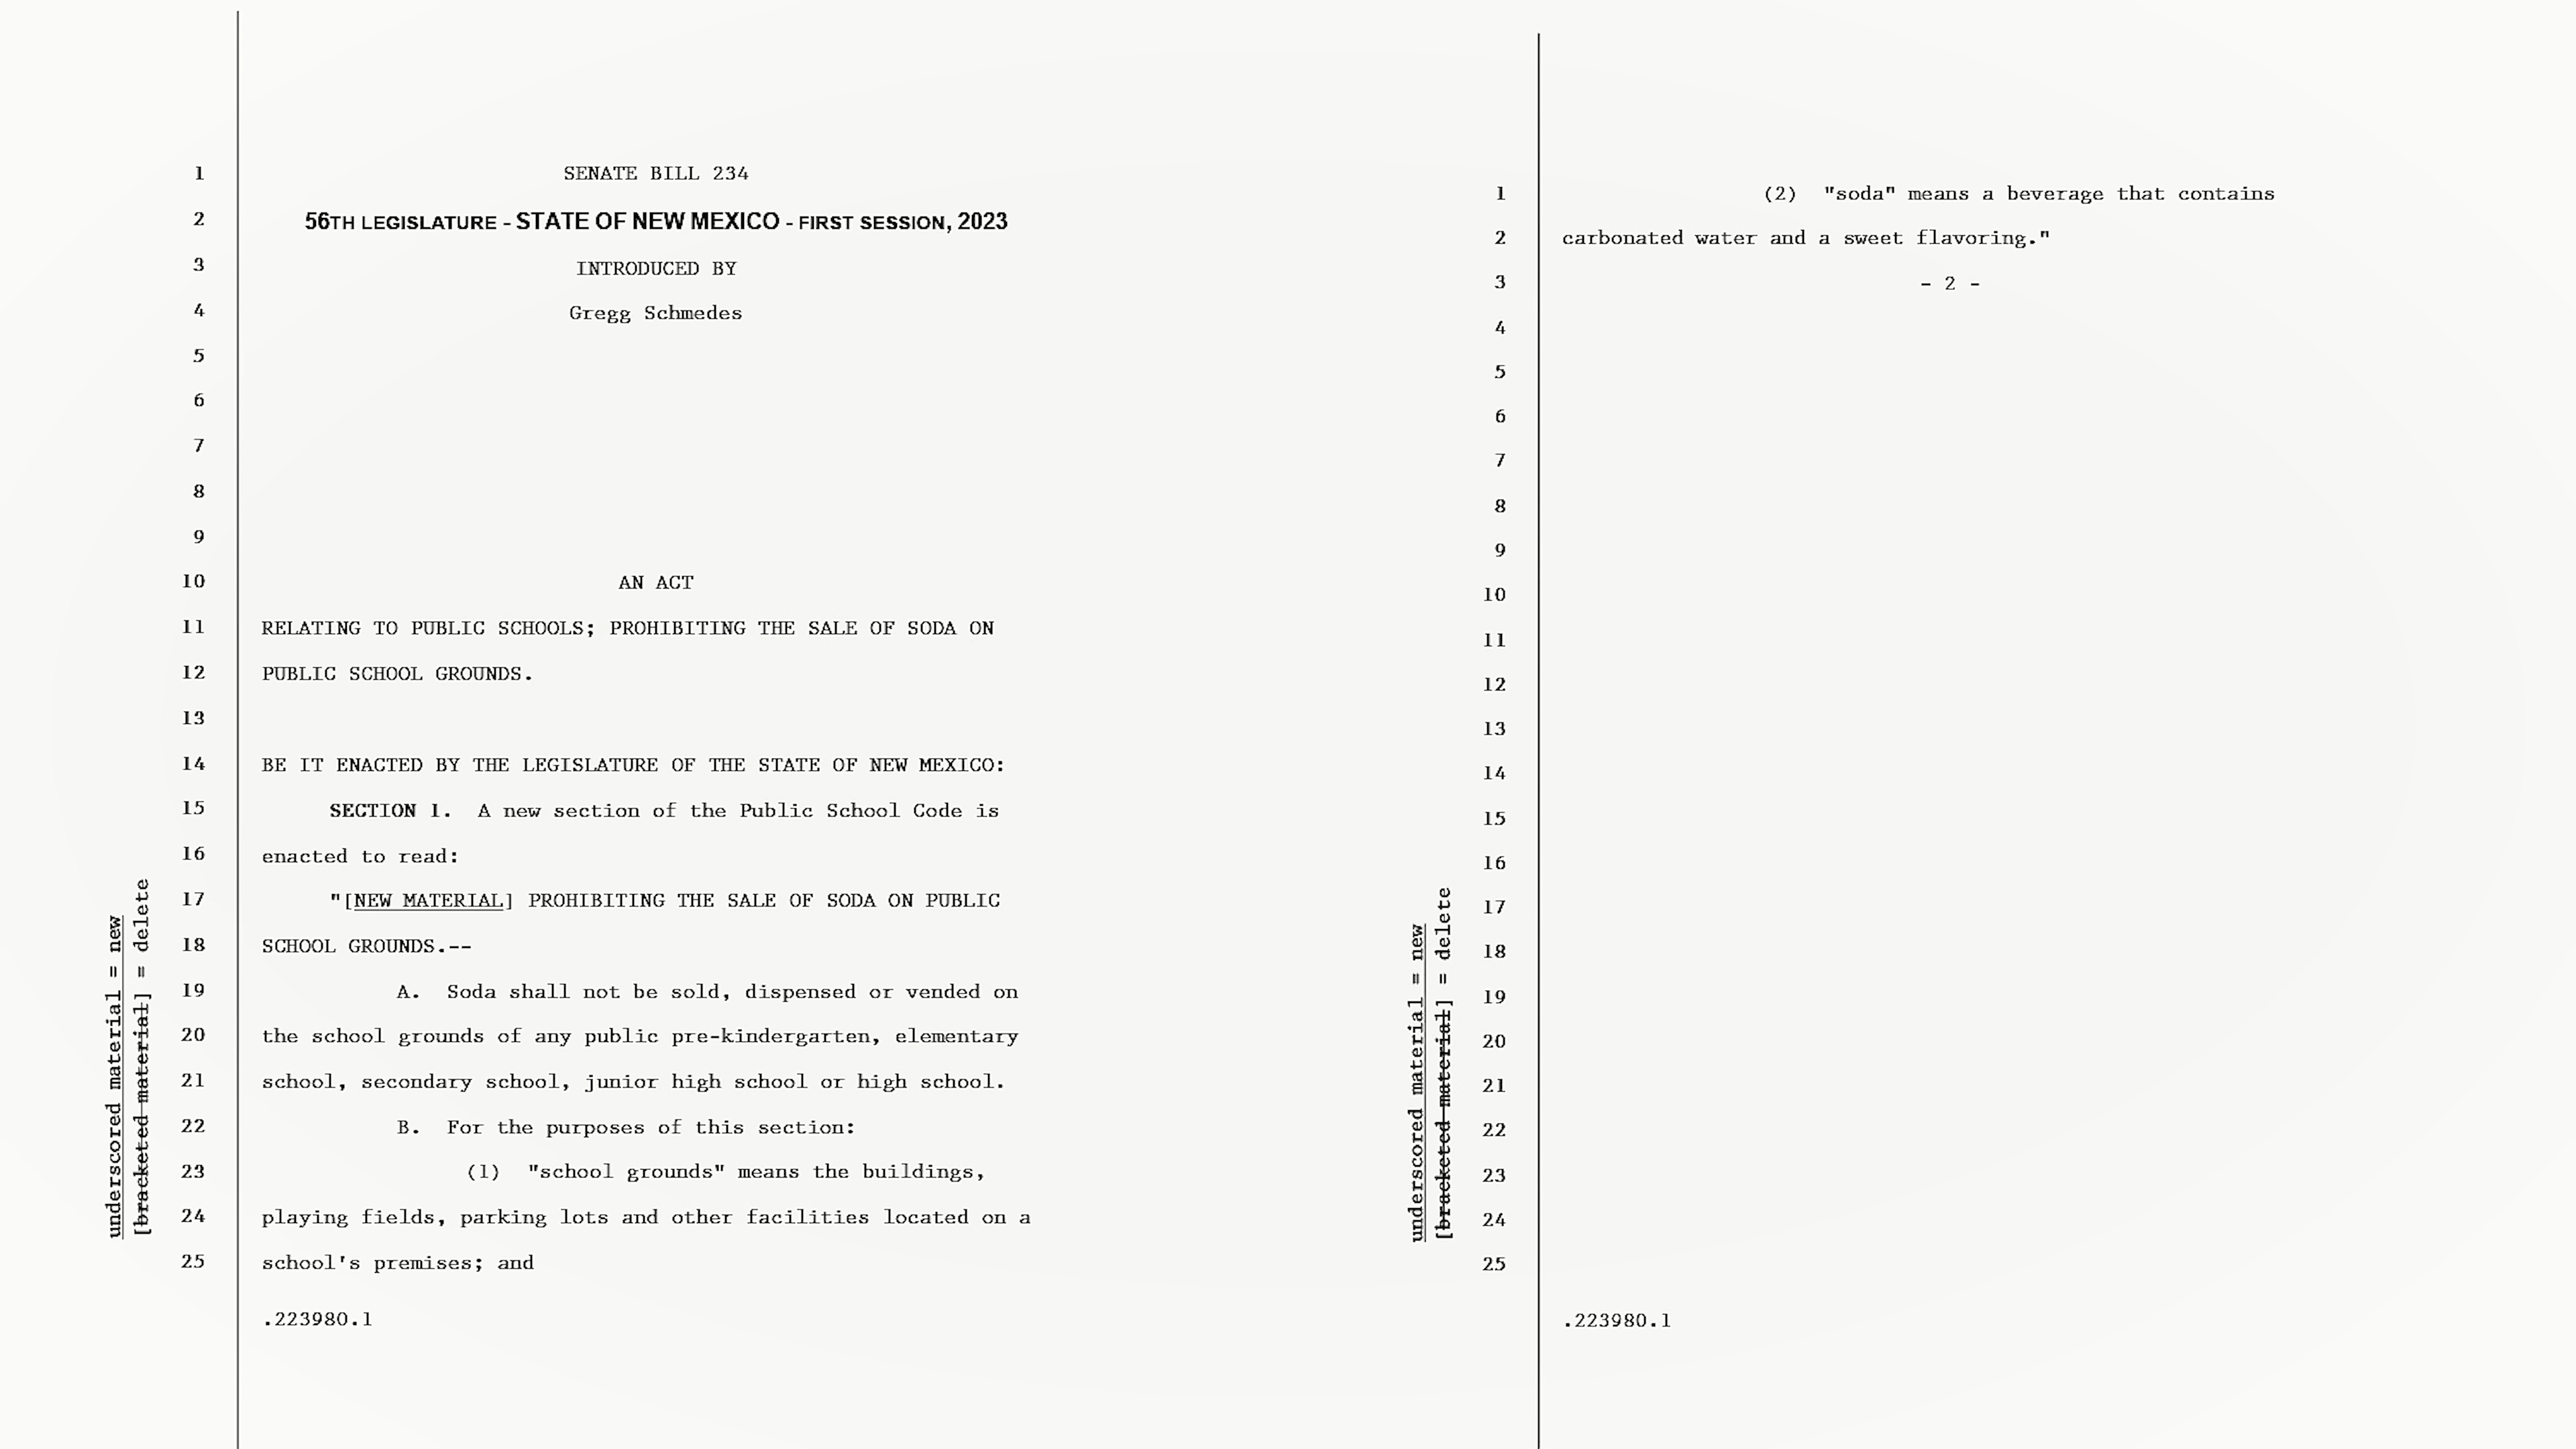 1 SENATE BILL 234
2 56TH LEGISLATURE - STATE OF NEW MEXICO - FIRST SESSION, 2023
3 INTRODUCED BY
4 Gregg Schmedes
5
6
7
8
9
10 AN ACT
11 RELATING TO PUBLIC SCHOOLS; PROHIBITING THE SALE OF SODA ON
12 PUBLIC SCHOOL GROUNDS.
13
14 BE IT ENACTED BY THE LEGISLATURE OF THE STATE OF NEW MEXICO:
15 SECTION 1. A new section of the Public School Code is
16 enacted to read:
17 "[NEW MATERIAL] PROHIBITING THE SALE OF SODA ON PUBLIC
18 SCHOOL GROUNDS.--
19 A. Soda shall not be sold, dispensed or vended on
20 the school grounds of any public pre-kindergarten, elementary
21 school, secondary school, junior high school or high school.
22 B. For the purposes of this section:
23 (1) "school grounds" means the buildings,
24 playing fields, parking lots and other facilities located on a
25 school's premises; and
.223980.1
underscored material = new
[bracketed material] = delete
1 (2) "soda" means a beverage that contains
2 carbonated water and a sweet flavoring."
3 - 2 -
4
5
6
7
8
9
10
11
12
13
14
15
16
17
18
19
20
21
22
23
24
25
.223980.1
underscored material = new
[bracketed material] = delete